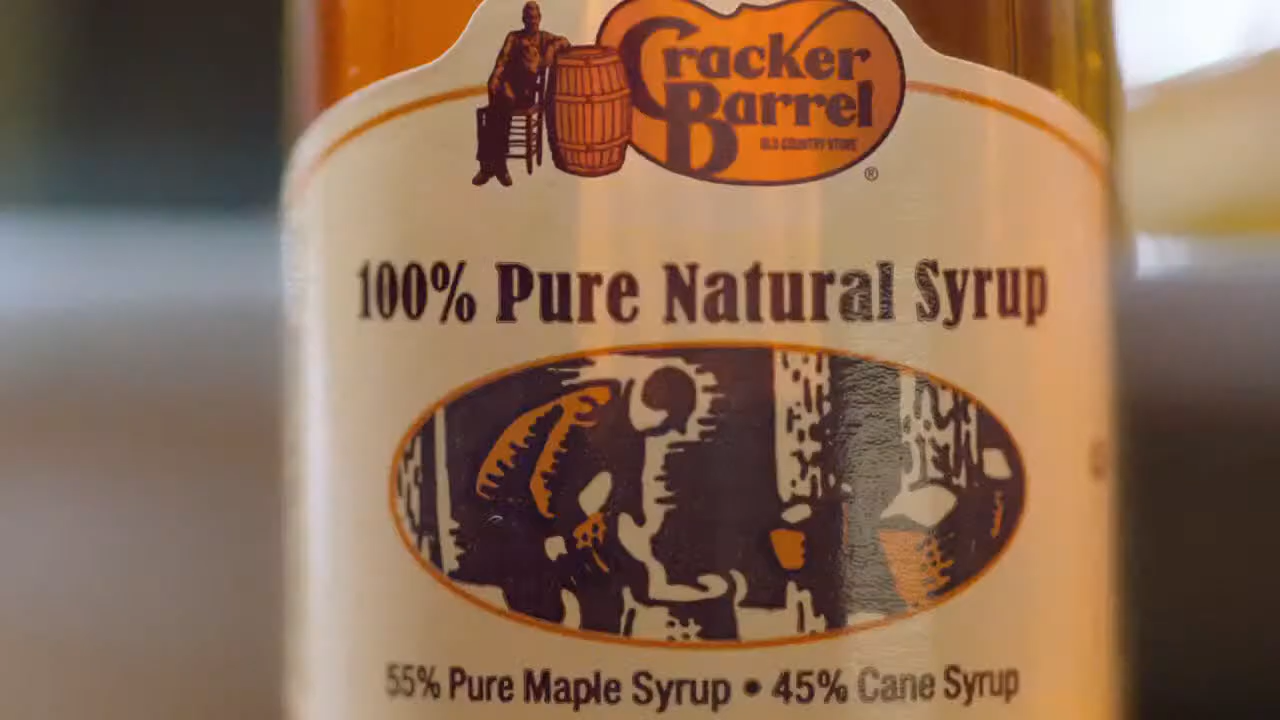 Cracker
Barrel
OLD COUNTRY STORE
®
100% Pure Natural Syrup
55% Pure Maple Syrup • 45% Cane Syrup